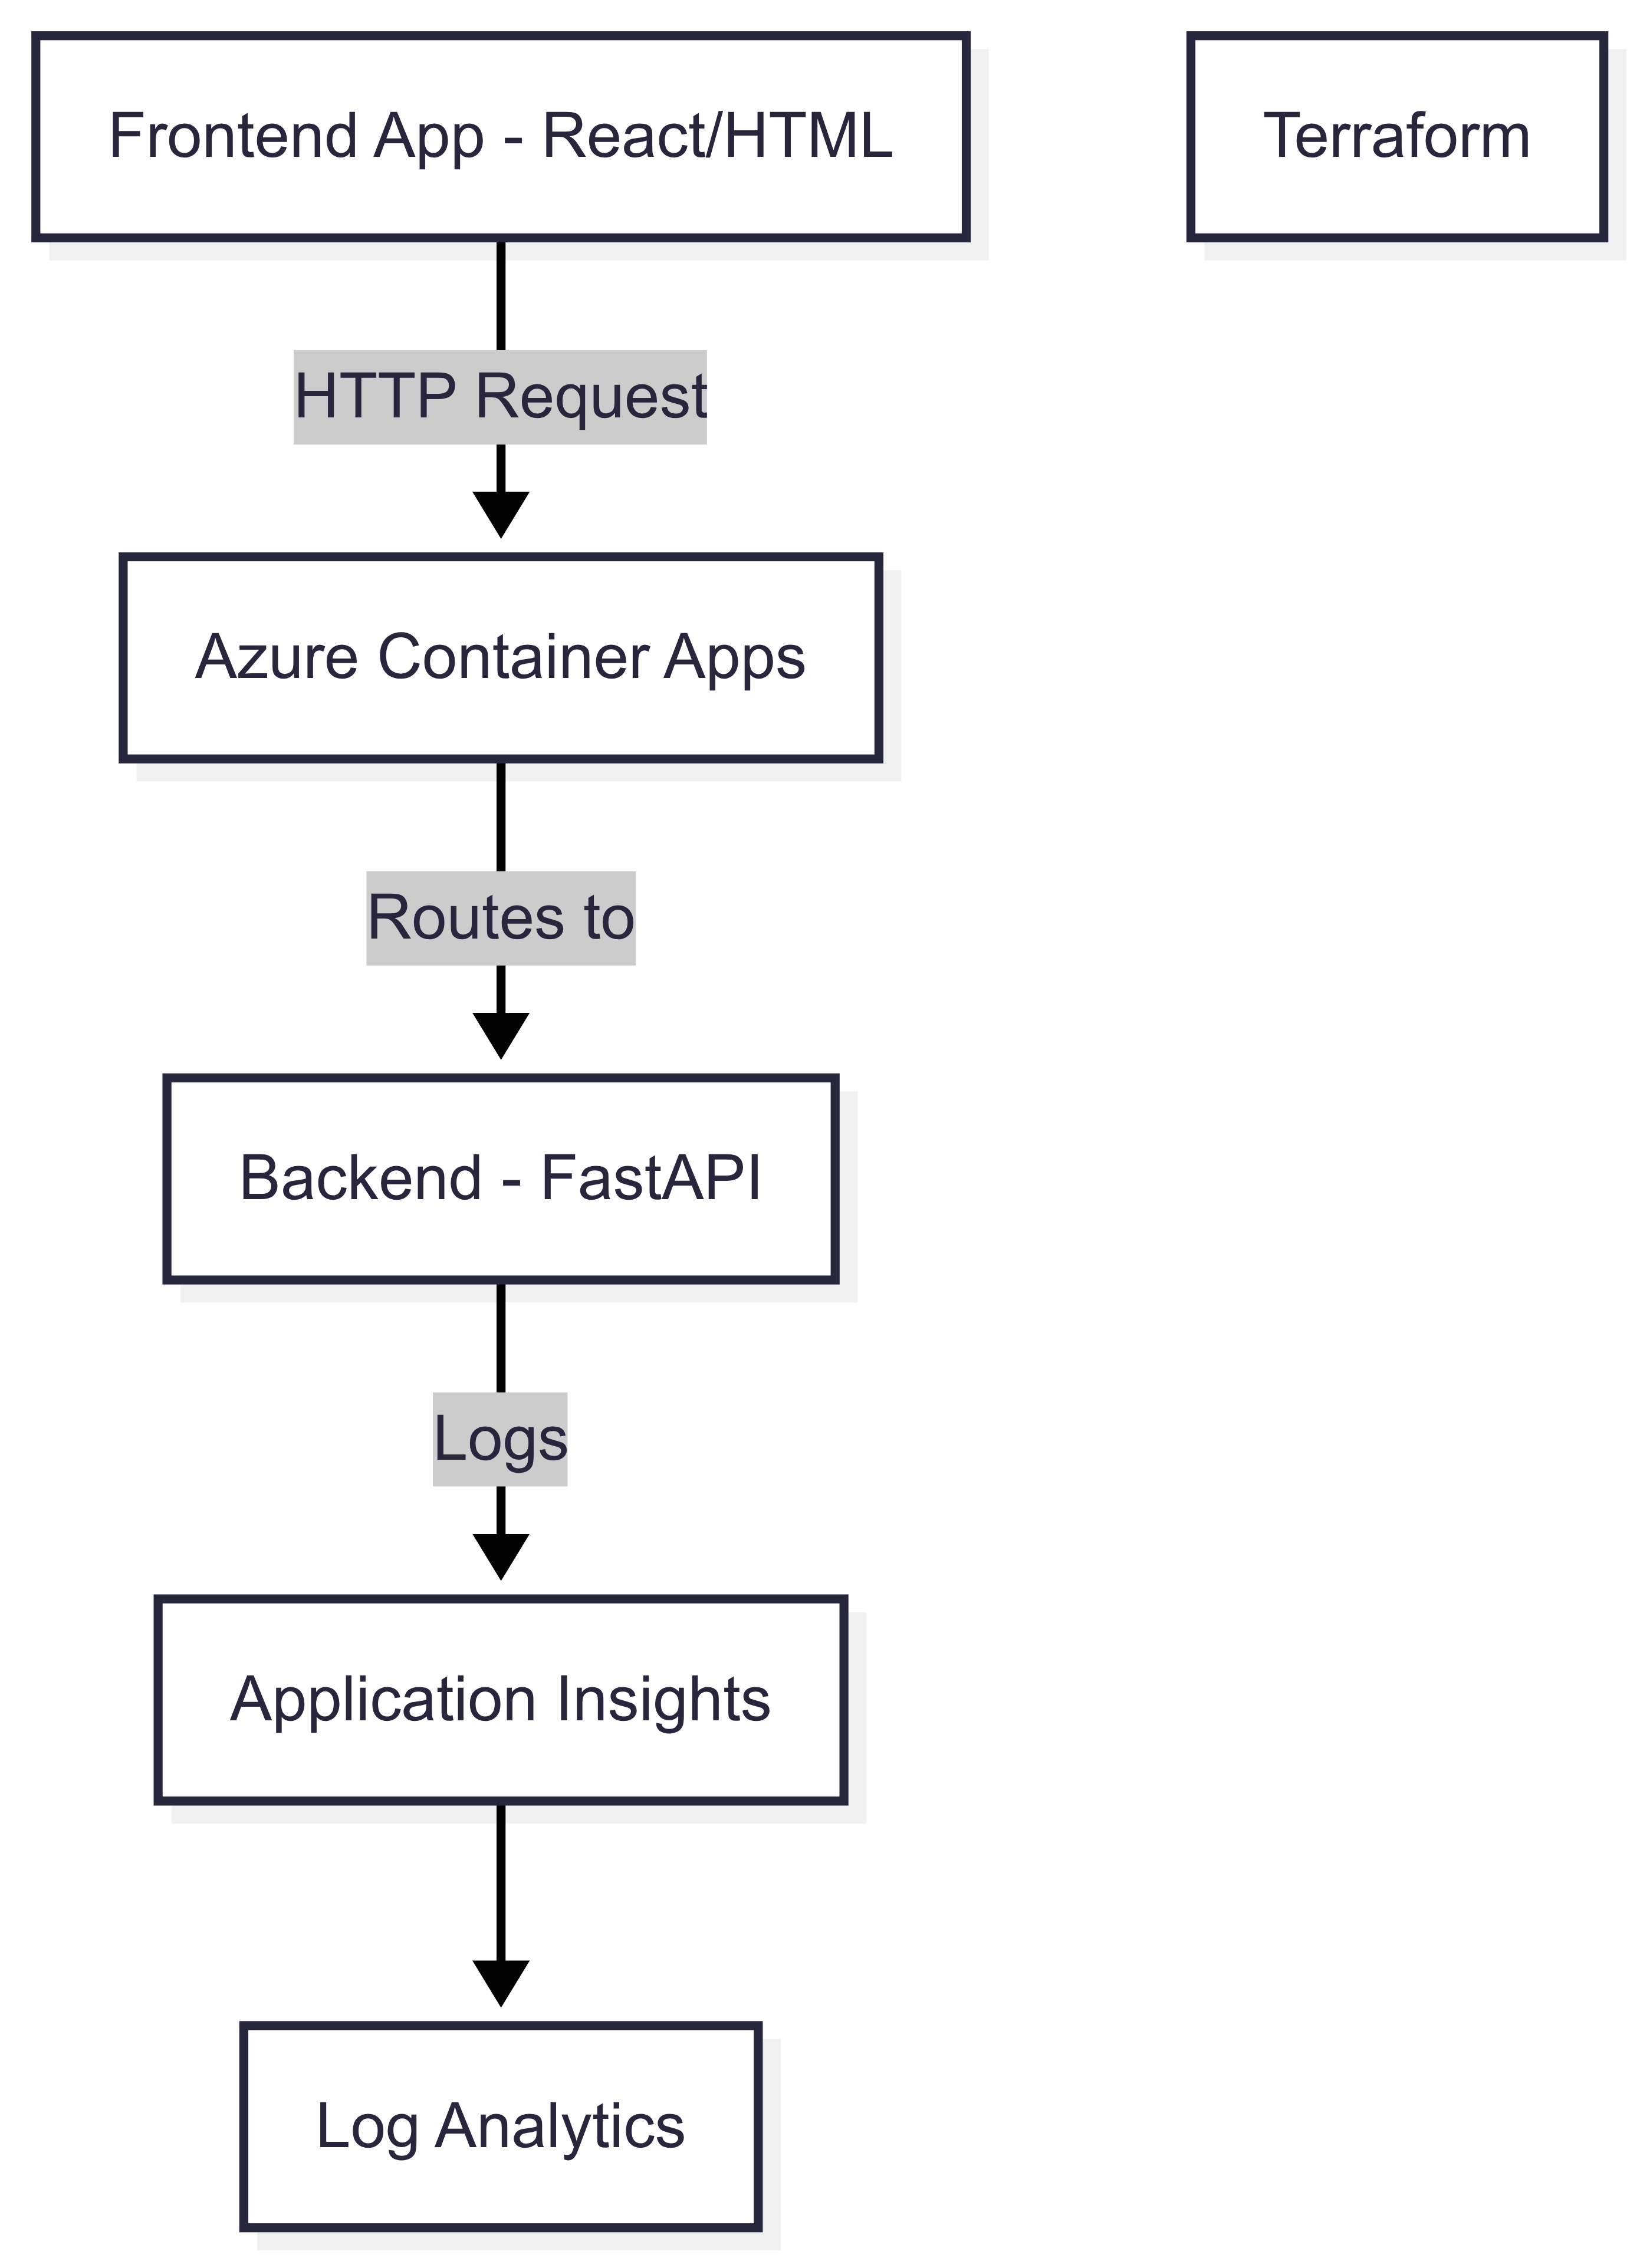 Frontend App - React/HTML
Terraform
HTTP Request
Azure Container Apps
Routes to
Backend - FastAPI
Logs
Application Insights
Log Analytics